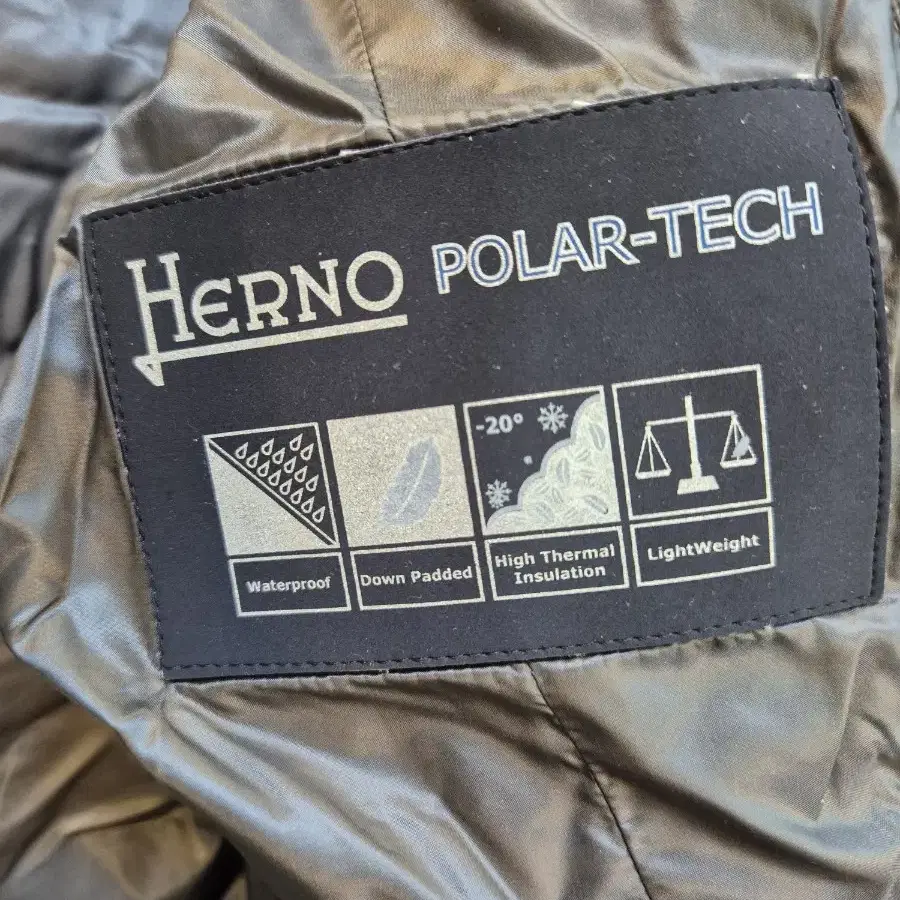 HERNO POLAR-TECH
-20°
Waterproof
Down Padded
High Thermal
Insulation
LightWeight